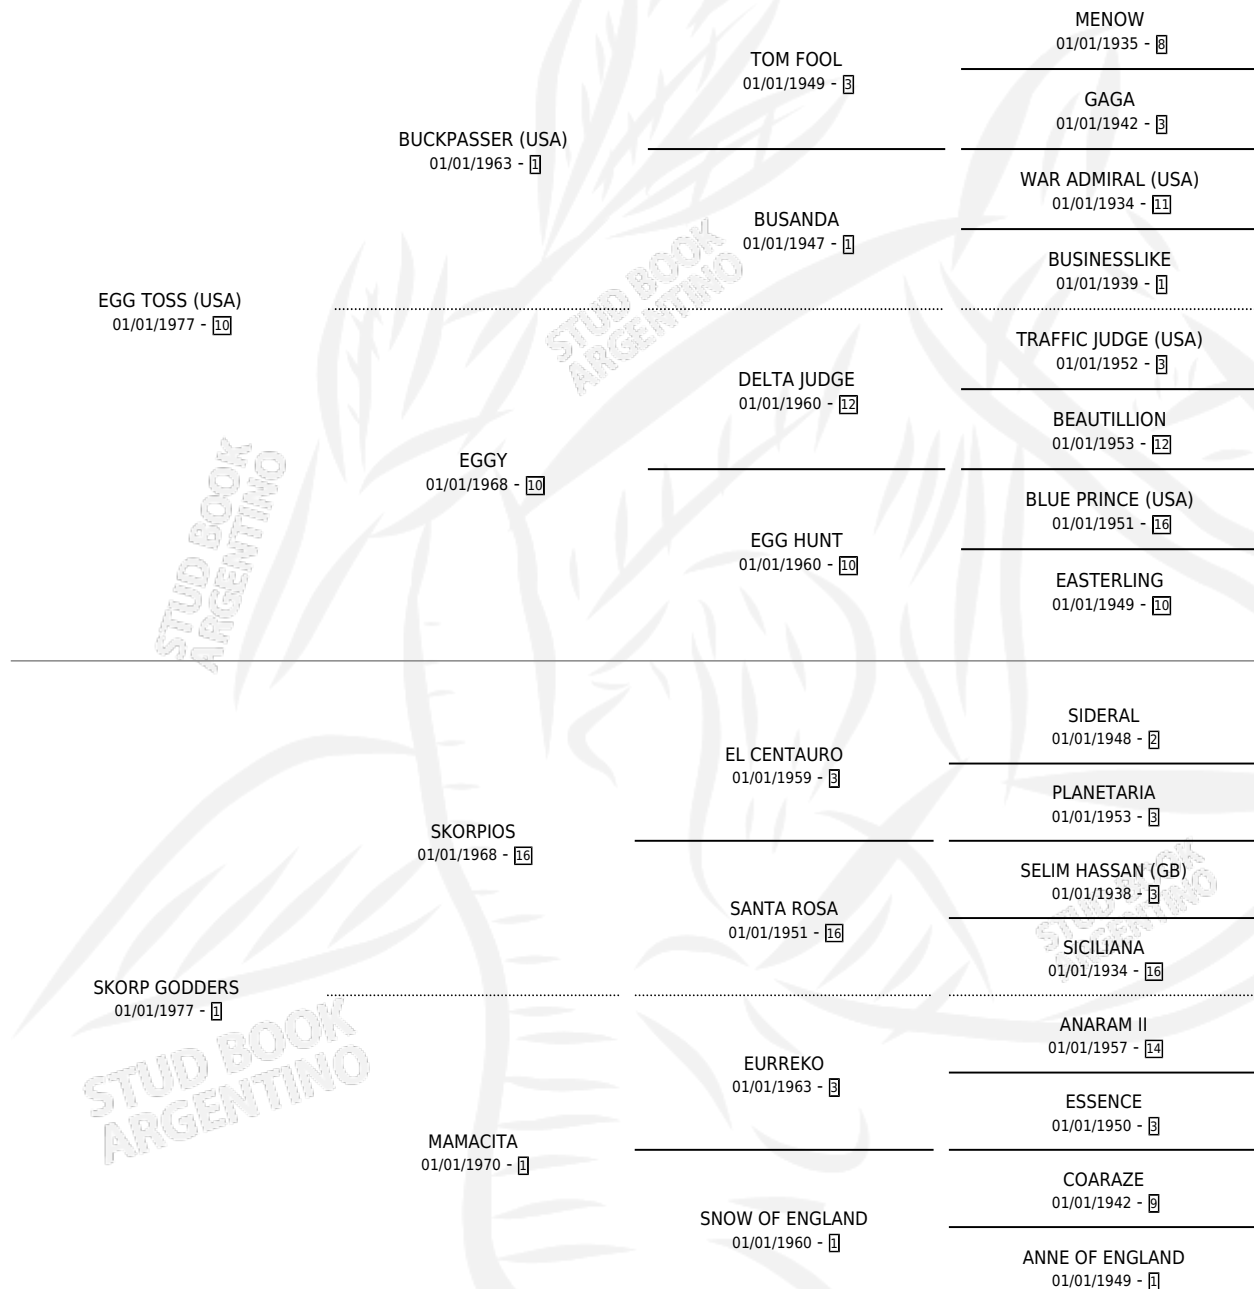 MENOW
01/01/1935 - 8
TOM FOOL
01/01/1949 - 3
GAGA
01/01/1942 - 3
BUCKPASSER (USA)
01/01/1963 - 1
WAR ADMIRAL (USA)
01/01/1934 - 11
BUSANDA
01/01/1947 - 1
BUSINESSLIKE
01/01/1939 - 1
EGG TOSS (USA)
01/01/1977 - 10
TRAFFIC JUDGE (USA)
01/01/1952 - 3
DELTA JUDGE
01/01/1960 - 12
BEAUTILLION
01/01/1953 - 12
EGGY
01/01/1968 - 10
BLUE PRINCE (USA)
01/01/1951 - 16
EGG HUNT
01/01/1960 - 10
EASTERLING
01/01/1949 - 10
STUD BOOK
ARGENTINO
STUD BOOK
ARGENTINO
SIDERAL
01/01/1948 - 2
EL CENTAURO
01/01/1959 - 3
PLANETARIA
01/01/1953 - 3
SKORPIOS
01/01/1968 - 16
SELIM HASSAN (GB)
01/01/1938 - 3
SANTA ROSA
01/01/1951 - 16
SICILIANA
01/01/1934 - 16
SKORP GODDERS
01/01/1977 - 1
ANARAM II
01/01/1957 - 14
EURREKO
01/01/1963 - 3
ESSENCE
01/01/1950 - 3
MAMACITA
01/01/1970 - 1
COARAZE
01/01/1942 - 9
SNOW OF ENGLAND
01/01/1960 - 1
ANNE OF ENGLAND
01/01/1949 - 1
STUD BOOK
ARGENTINO
STUD BOOK
ARGENTINO